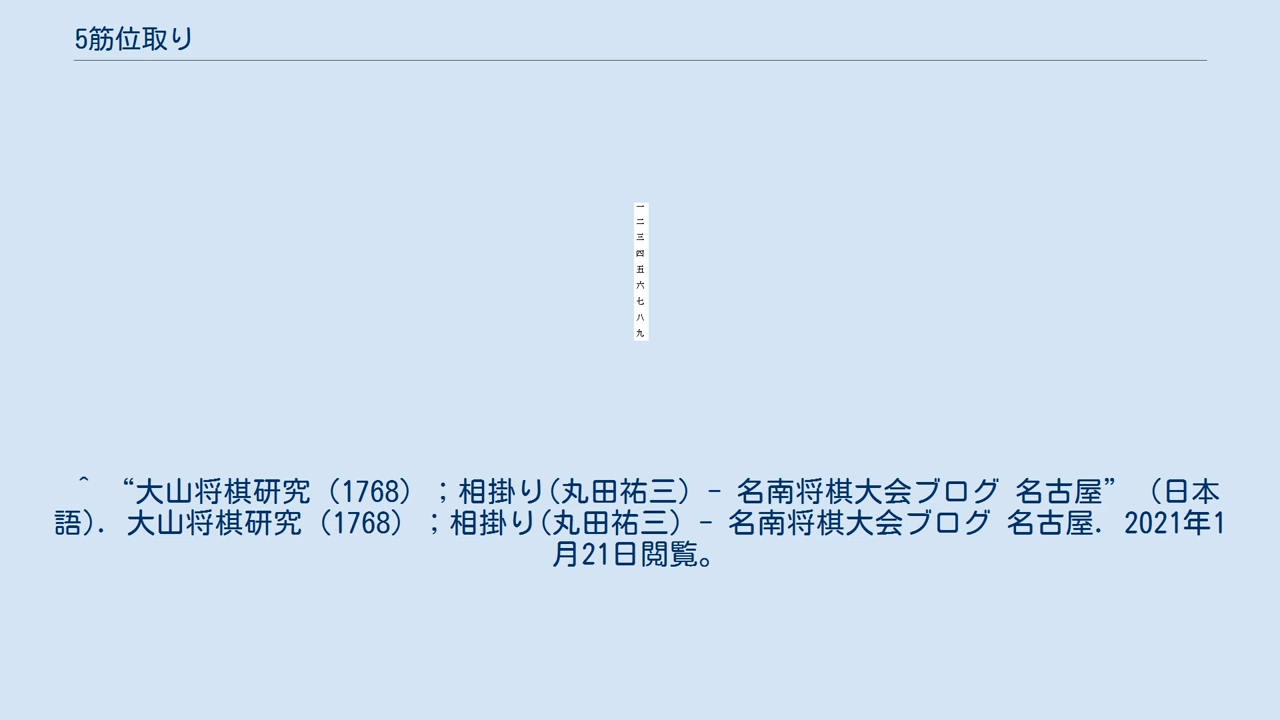 5筋位取り
一
二
三
四
五
六
七
八
九
^ “大山将棋研究（1768）；相掛り(丸田祐三) - 名南将棋大会ブログ 名古屋” （日本
語). 大山将棋研究（1768）；相掛り(丸田祐三) - 名南将棋大会ブログ 名古屋. 2021年1
月21日閲覧。